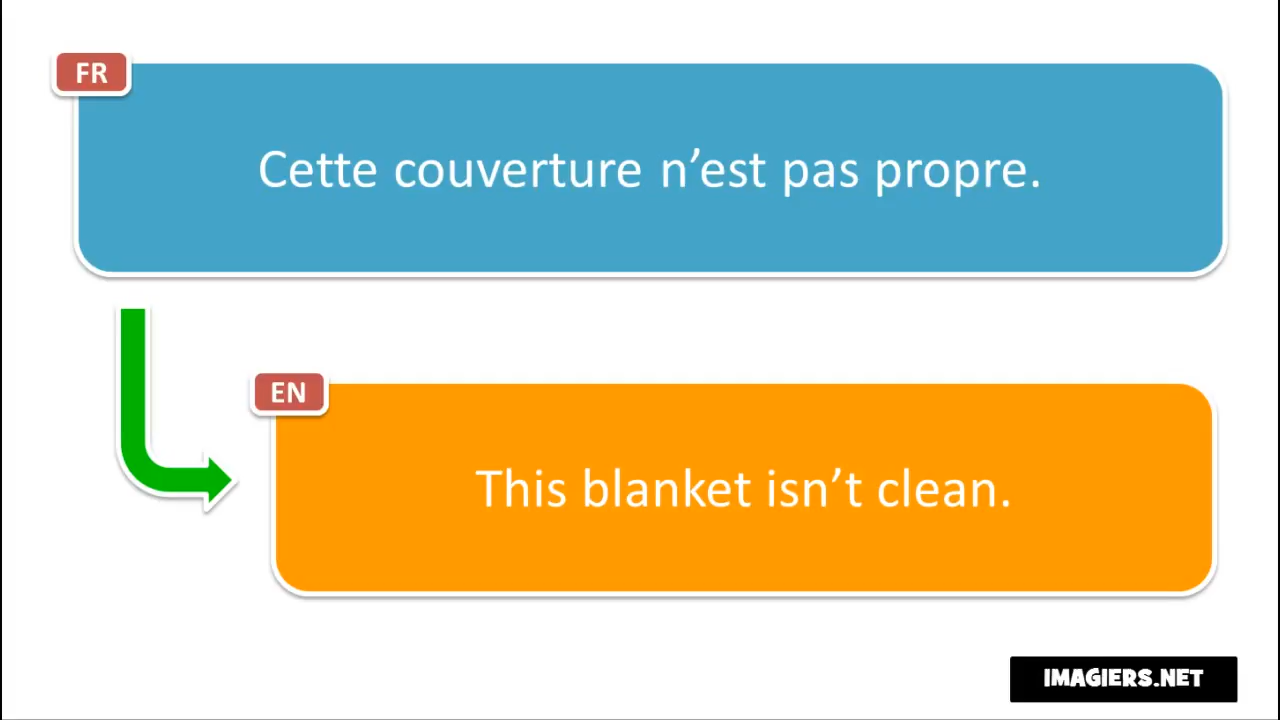 FR
Cette couverture n’est pas propre.
EN
This blanket isn’t clean.
IMAGIERS.NET